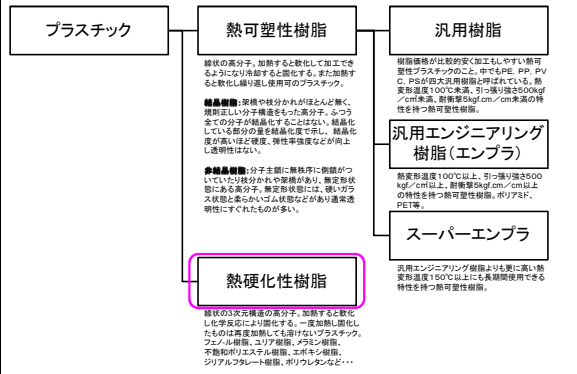 プラスチック
熱可塑性樹脂
線状の高分子。加熱すると軟化して加工でき
るようになり冷却すると固化する。また加熱す
ると軟化し繰り返し使用可のプラスチック。
結晶樹脂:架橋や枝分かれがほとんど無く、
規則正しい分子構造をもった高分子。ふつう
全ての分子が結晶化することはない。結晶化
している部分の量を結晶化度で示し、結晶化
度が高いほど硬度、弾性率強度などが向上
し透明性はない。
非結晶樹脂:分子主鎖に無秩序に側鎖がつ
いていたり枝分かれや架橋があり、無定形状
態にある高分子。無定形状態には、硬いガラ
ス状態と柔らかいゴム状態などがあり通常透
明性にすぐれたものが多い。
熱硬化性樹脂
線状の3次元構造の高分子。加熱すると軟化
し化学反応により固化する。一度加熱し固化し
たものは再度加熱しても溶けないプラスチック。
フェノール樹脂、ユリア樹脂、メラミン樹脂、
不飽和ポリエステル樹脂、エポキシ樹脂、
ジリアルフタレート樹脂、ポリウレタンなど・・・
汎用樹脂
樹脂価格が比較的安く加工もしやすい熱可
塑性プラスチックのこと。中でもPE、PP、PV
C、PSが四大汎用樹脂と呼ばれている。熱
変形温度100℃未満、引っ張り強さ500kgf
/c㎡未満、耐衝撃5kgf.cm/cm未満の特
性を持つ熱可塑性樹脂。
汎用エンジニアリング
樹脂(エンプラ)
熱変形温度100℃以上、引っ張り強さ500
kgf/c㎡以上、耐衝撃5kgf.cm/cm以上
の特性を持つ熱可塑性樹脂。ポリアミド、
PET等。
スーパーエンプラ
汎用エンジニアリング樹脂よりも更に高い熱
変形温度150℃以上にも長期間使用できる
特性を持つ熱可塑性樹脂。